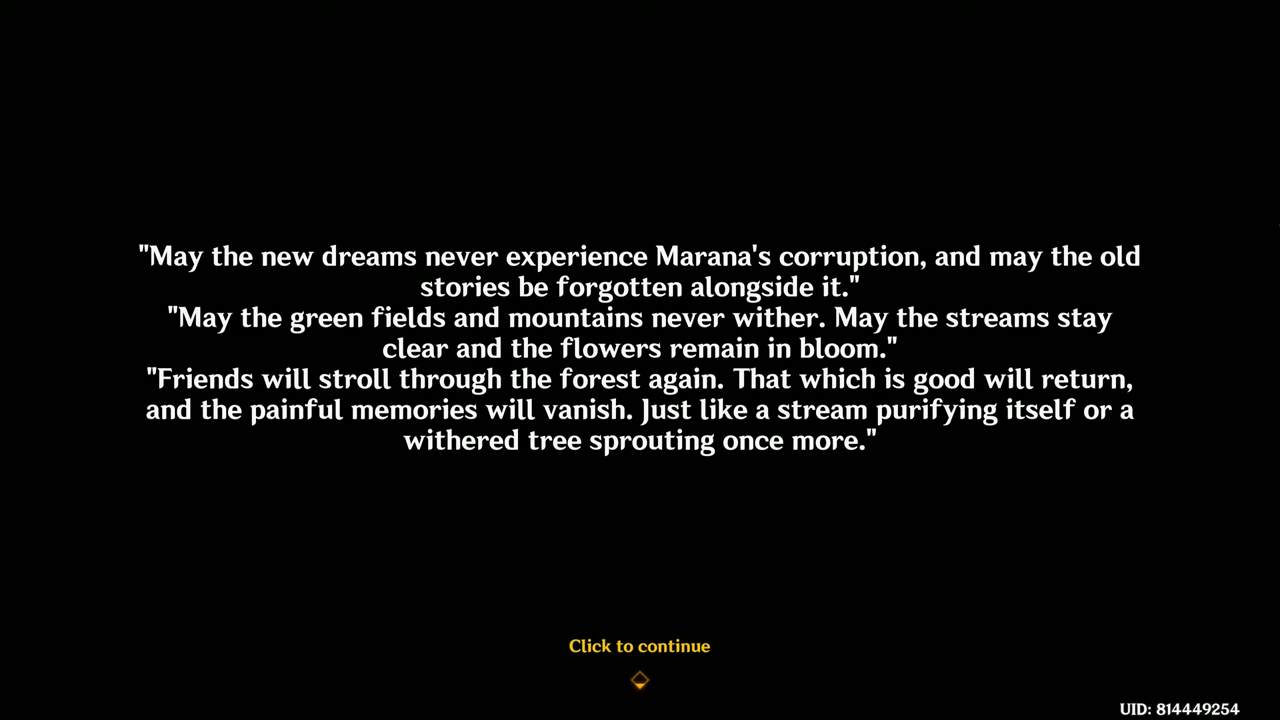 "May the new dreams never experience Marana's corruption, and may the old
stories be forgotten alongside it."
"May the green fields and mountains never wither. May the streams stay
clear and the flowers remain in bloom."
"Friends will stroll through the forest again. That which is good will return,
and the painful memories will vanish. Just like a stream purifying itself or a
withered tree sprouting once more."
Click to continue
UID: 814449254